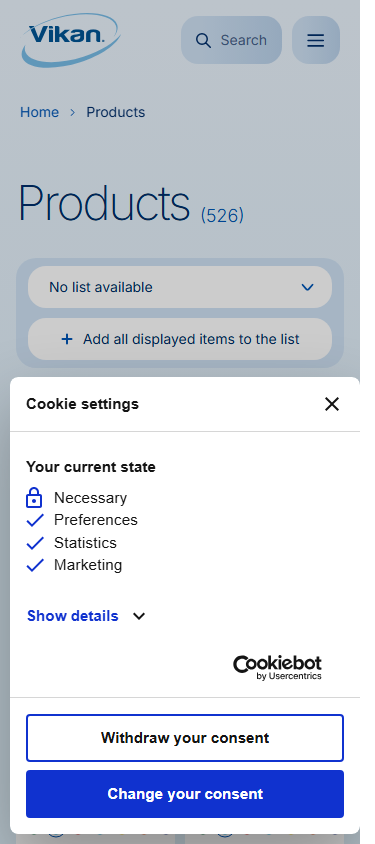 Vikan.
Search
Home > Products
Products (526)
No list available
+ Add all displayed items to the list
Cookie settings
Your current state
Necessary
Preferences
Statistics
Marketing
Show details
Cookiebot
by Usercentrics
Withdraw your consent
Change your consent